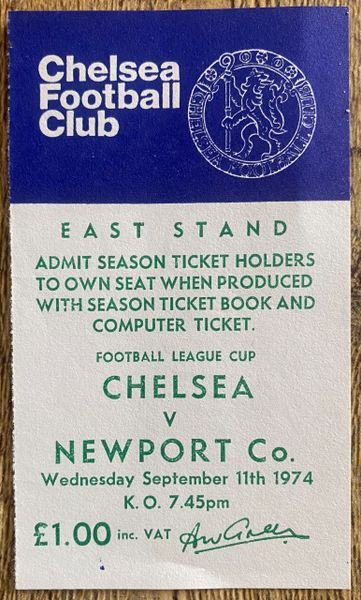 Chelsea
Football
Club
EAST STAND
ADMIT SEASON TICKET HOLDERS
TO OWN SEAT WHEN PRODUCED
WITH SEASON TICKET BOOK AND
COMPUTER TICKET.
FOOTBALL LEAGUE CUP
CHELSEA
V
NEWPORT Co.
Wednesday September 11th 1974
K. O. 7.45pm
£1.00 inc. VAT